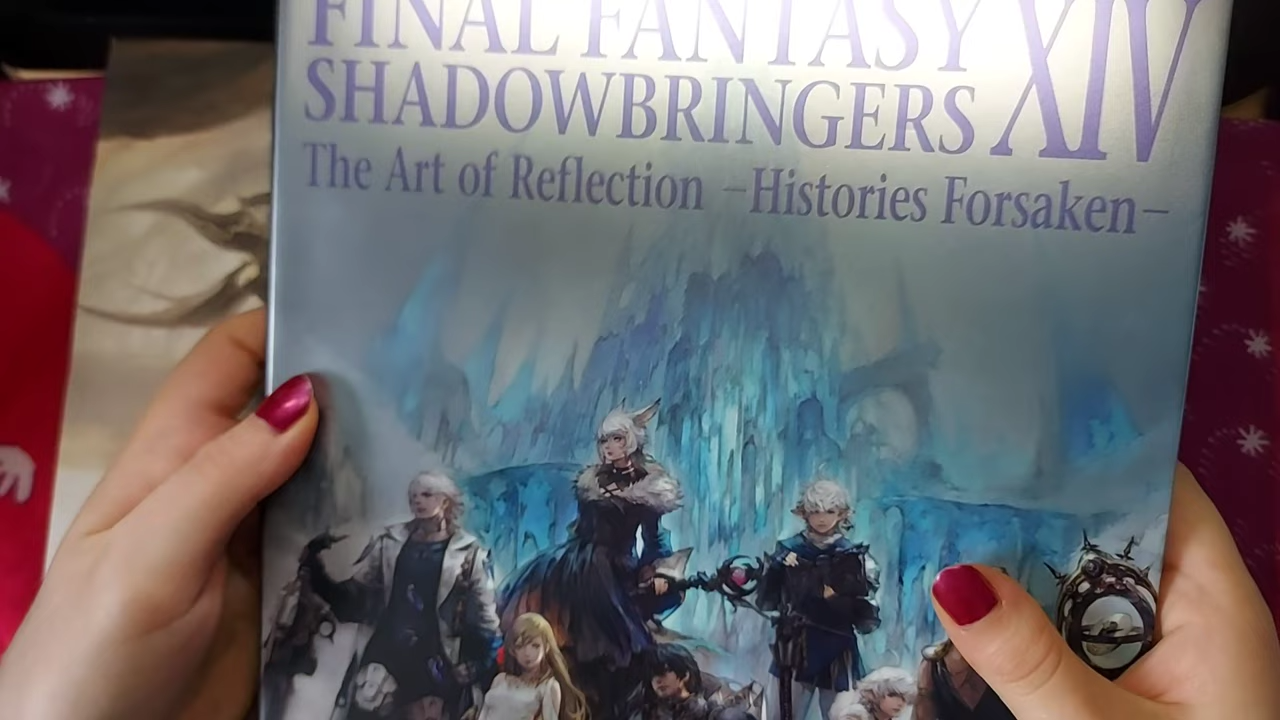 FINAL FANTASY XIV
SHADOWBRINGERS
The Art of Reflection –Histories Forsaken–